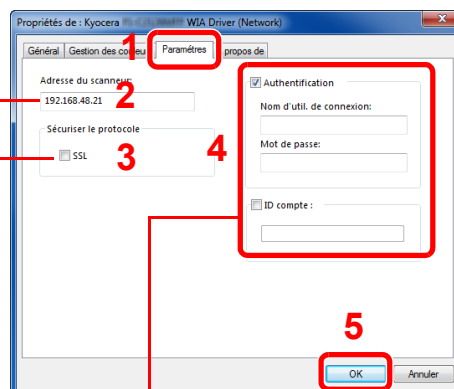 Propriétés de : Kyocera WIA Driver (Network)
Général Gestion des couleu Paramètres propos de
1
Adresse du scanneur:
192.168.48.21
2
Sécuriser le protocole
SSL
3
4
Authentification
Nom d'util. de connexion:
Mot de passe:
ID compte :
5
OK Annuler